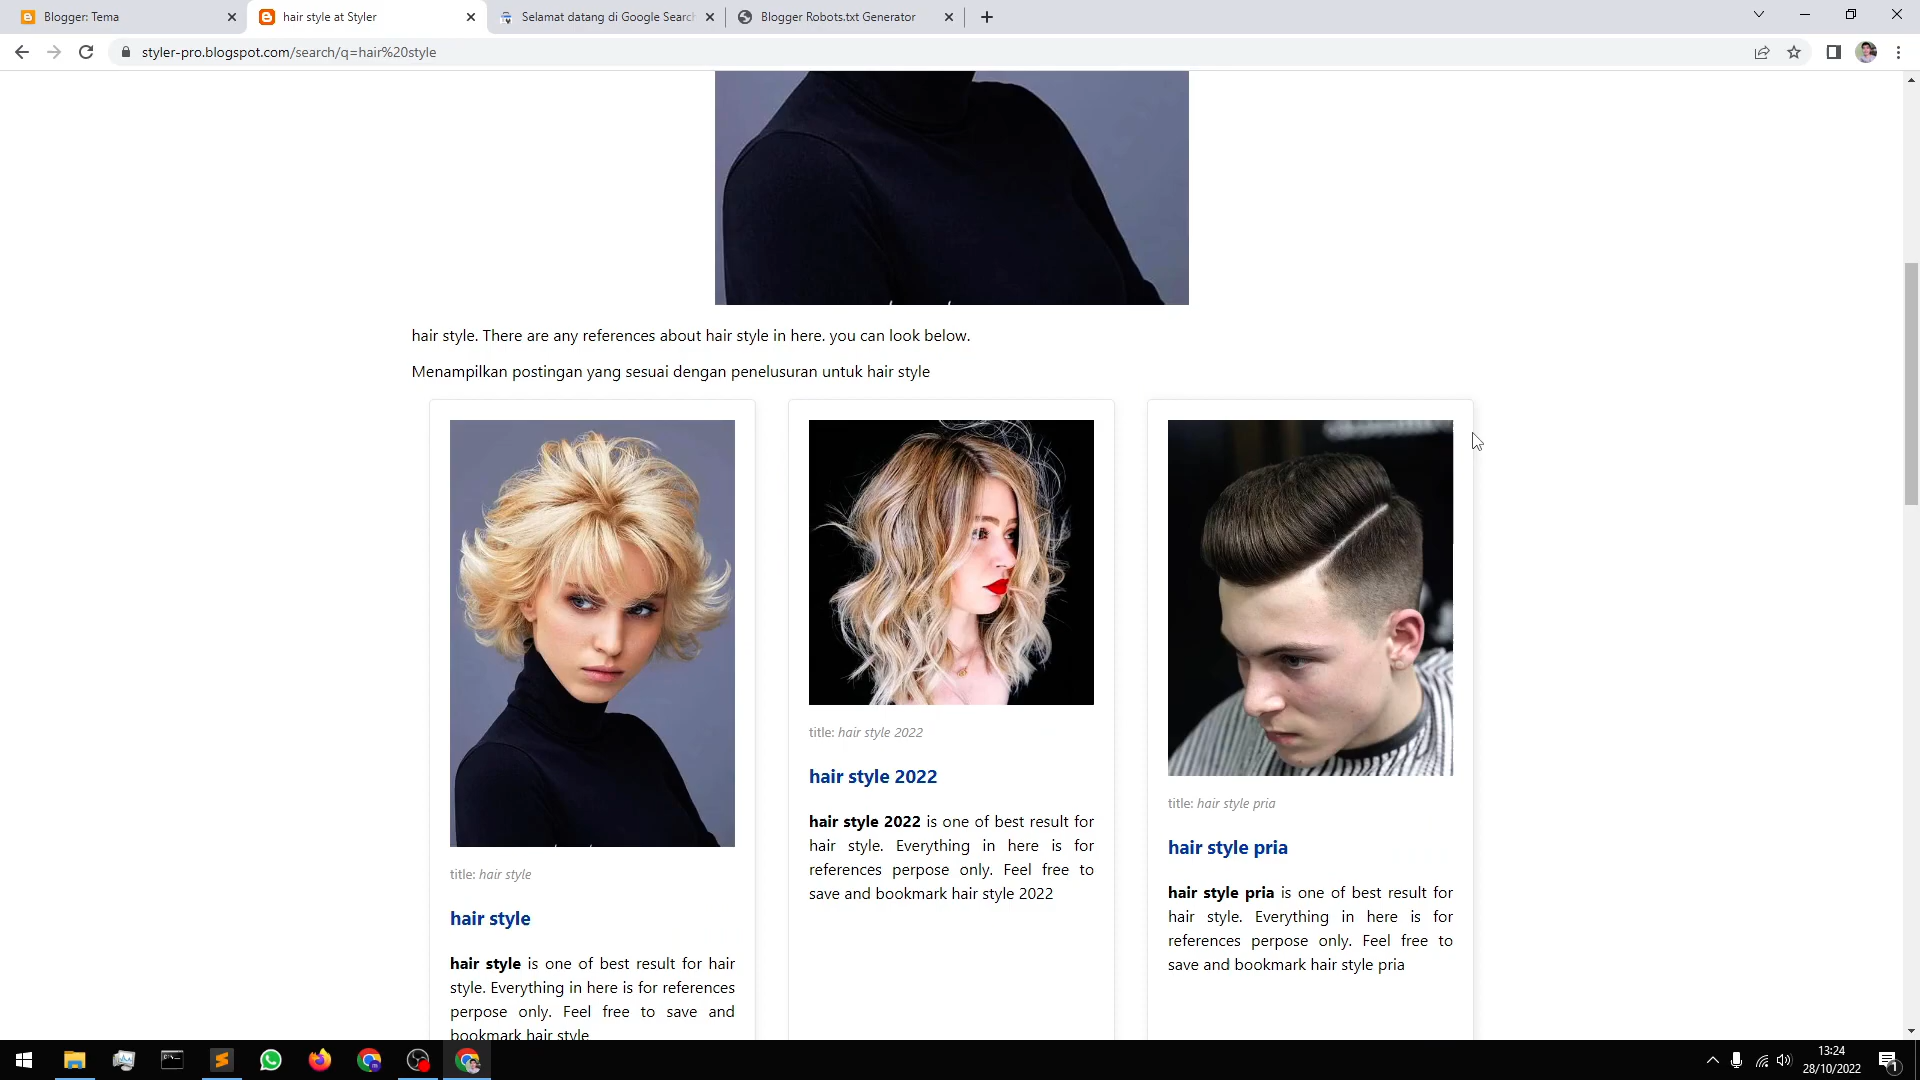 Blogger: Tema
hair style at Styler
Selamat datang di Google Searc
Blogger Robots.txt Generator
styler-pro.blogspot.com/search/q=hair%20style
hair style. There are any references about hair style in here. you can look below.
Menampilkan postingan yang sesuai dengan penelusuran untuk hair style
title: hair style
hair style
hair style is one of best result for hair
style. Everything in here is for references
perpose only. Feel free to save and
bookmark hair style
title: hair style 2022
hair style 2022
hair style 2022 is one of best result for
hair style. Everything in here is for
references perpose only. Feel free to
save and bookmark hair style 2022
title: hair style pria
hair style pria
hair style pria is one of best result for
hair style. Everything in here is for
references perpose only. Feel free to
save and bookmark hair style pria
13:24
28/10/2022
1